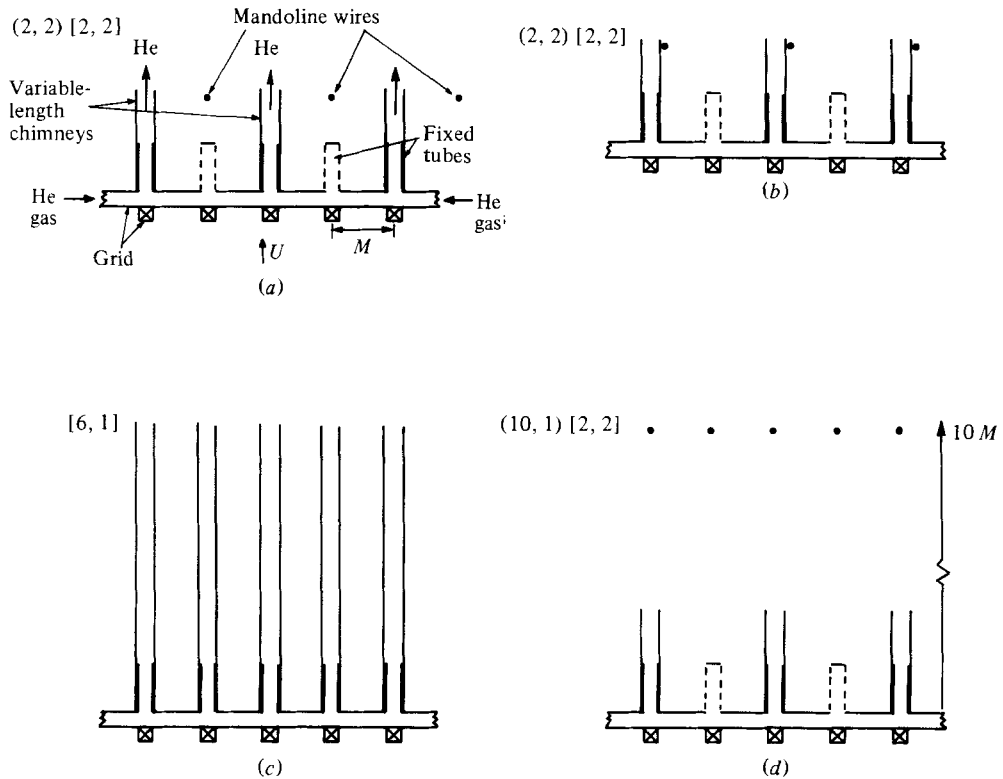 (2, 2) [2, 2]
Mandoline wires
He
He
Variable-
length
chimneys
Fixed
tubes
He
gas
He
gas
Grid
U
M
(a)
(2, 2) [2, 2]
(b)
[6, 1]
(c)
(10, 1) [2, 2]
10 M
(d)